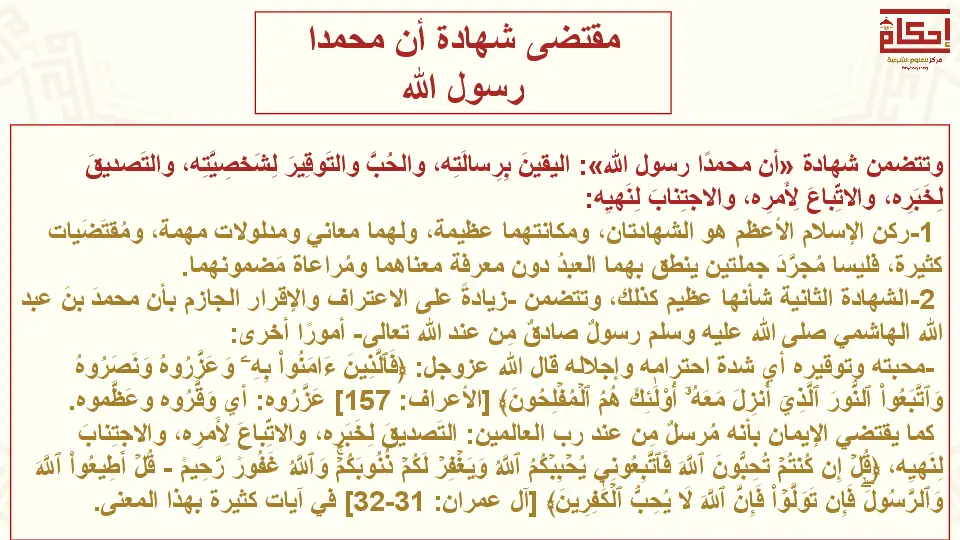 إحكام
مركز للعلوم الشرعية
مقتضى شهادة أن محمدا
رسول الله
وتتضمن شهادة «أن محمدًا رسول الله»: اليقينَ بِرِسالَتِه، والحُبَّ والتَوقِيرَ لِشَخصِيَّتِه، والتَصديقَ
لِخَبَرِه، والاتِّباعَ لِأَمرِه، والاجتِنابَ لِنَهيِه:
1-ركن الإسلام الأعظم هو الشهادتان، ومكانتهما عظيمة، ولهما معاني ومدلولات مهمة، ومُقتَضَيات
كثيرة، فليسا مُجرَّدَ جملتين ينطق بهما العبدُ دون معرفة معناهما ومُراعاة مَضمونهما.
2-الشهادة الثانية شأنها عظيم كذلك، وتتضمن -زيادةً على الاعتراف والإقرار الجازم بأن محمدَ بنَ عبد
الله الهاشمي صلى الله عليه وسلم رسولٌ صادقٌ مِن عند الله تعالى- أمورًا أخرى:
-محبته وتوقيره أي شدة احترامه وإجلاله قال الله عزوجل: ﴿فَٱلَّذِينَ ءَامَنُواْ بِهِۦ وَعَزَّرُوهُ وَنَصَرُوهُ
وَٱتَّبَعُواْ ٱلنُّورَ ٱلَّذِيٓ أُنزِلَ مَعَهُۥٓ أُوْلَٰٓئِكَ هُمُ ٱلۡمُفۡلِحُونَ﴾ [الأعراف: 157] عَزَّرُوه: أي وَقَّرُوه وعَظَّموه.
كما يقتضي الإيمان بأنه مُرسلٌ مِن عند رب العالمين: التَصديقَ لِخَبَرِه، والاتِّباعَ لِأَمرِه، والاجتِنابَ
لِنَهيِه، ﴿قُلۡ إِن كُنتُمۡ تُحِبُّونَ ٱللَّهَ فَٱتَّبِعُونِي يُحۡبِبۡكُمُ ٱللَّهُ وَيَغۡفِرۡ لَكُمۡ ذُنُوبَكُمۡۚ وَٱللَّهُ غَفُورٞ رَّحِيمٞ - قُلۡ أَطِيعُواْ ٱللَّهَ
وَٱلرَّسُولَۖ فَإِن تَوَلَّوۡاْ فَإِنَّ ٱللَّهَ لَا يُحِبُّ ٱلۡكَٰفِرِينَ﴾ [آل عمران: 31-32] في آيات كثيرة بهذا المعنى.